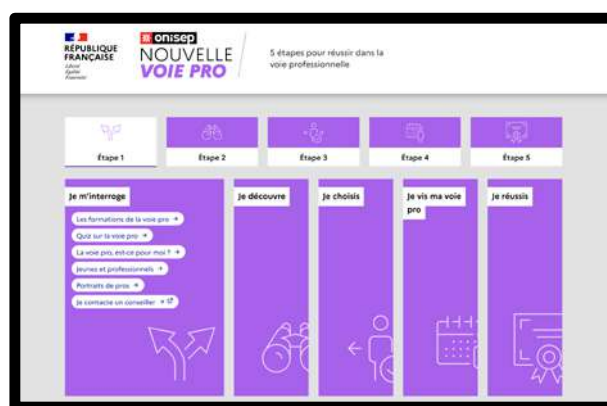 RÉPUBLIQUE
FRANÇAISE
Liberté
Égalité
Fraternité
onisep
NOUVELLE
VOIE PRO
5 étapes pour réussir dans la
voie professionnelle
Étape 1
Étape 2
Étape 3
Étape 4
Étape 5
Je m'interroge
Les formations de la voie pro →
Quiz sur la voie pro →
La voie pro, est-ce pour moi ? →
Jeunes et professionnels →
Portraits de pros →
Je contacte un conseiller →
Je découvre
Je choisis
Je vis ma voie
pro
Je réussis